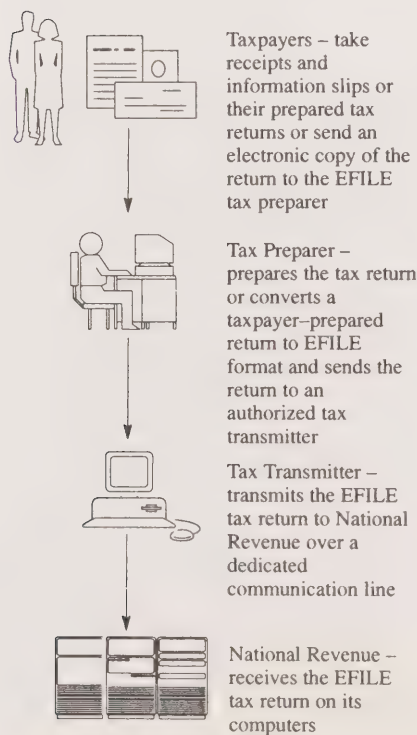 Taxpayers – take
receipts and
information slips or
their prepared tax
returns or send an
electronic copy of the
return to the EFILE
tax preparer
Tax Preparer –
prepares the tax return
or converts a
taxpayer–prepared
return to EFILE
format and sends the
return to an
authorized tax
transmitter
Tax Transmitter –
transmits the EFILE
tax return to National
Revenue over a
dedicated
communication line
National Revenue –
receives the EFILE
tax return on its
computers